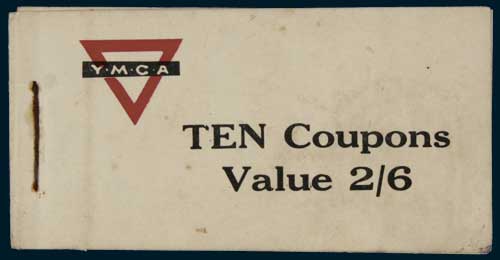 Y·M·C·A
TEN Coupons
Value 2/6